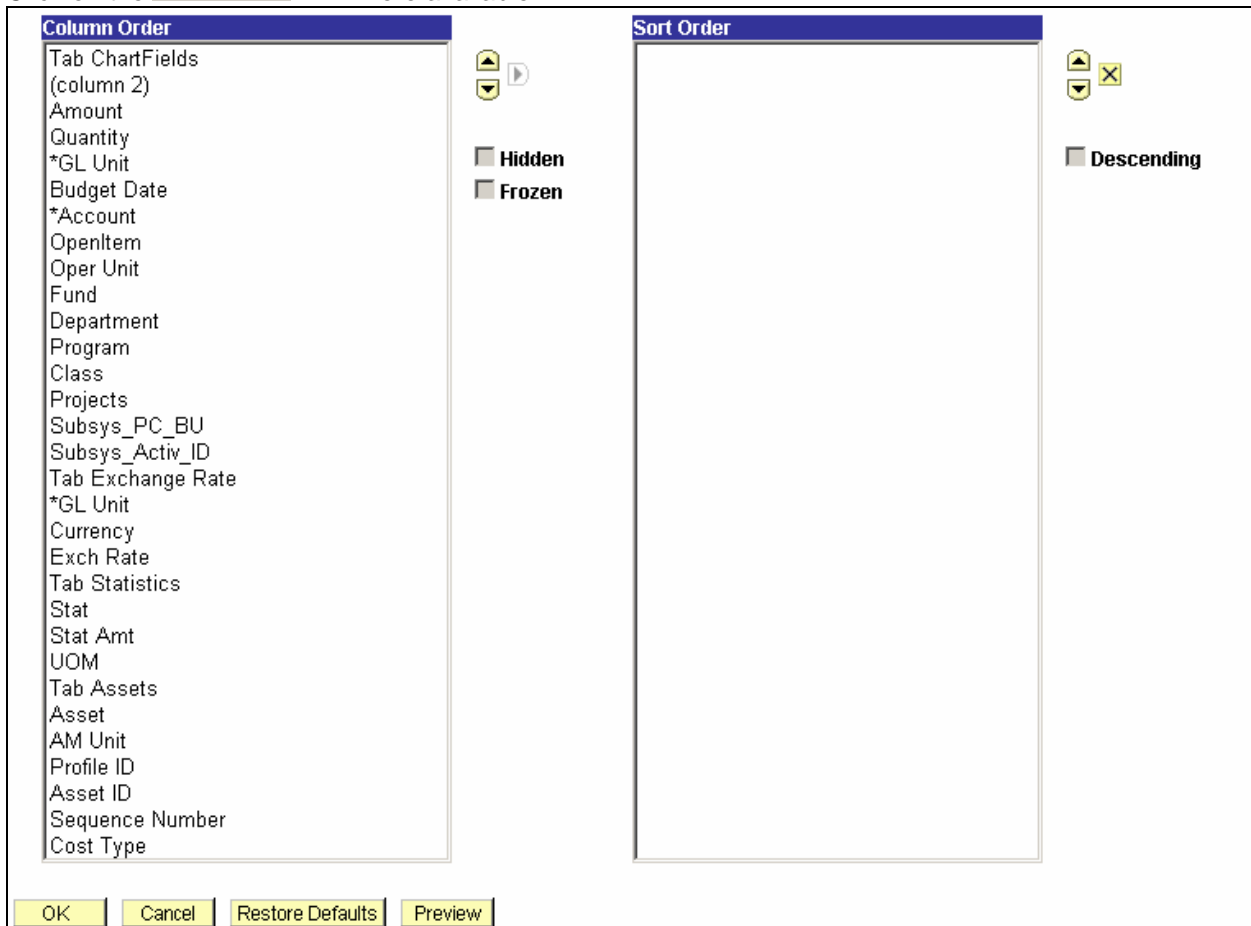 Column Order
Tab ChartFields
(column 2)
Amount
Quantity
*GL Unit
Budget Date
*Account
OpenItem
Oper Unit
Fund
Department
Program
Class
Projects
Subsys_PC_BU
Subsys_Activ_ID
Tab Exchange Rate
*GL Unit
Currency
Exch Rate
Tab Statistics
Stat
Stat Amt
UOM
Tab Assets
Asset
AM Unit
Profile ID
Asset ID
Sequence Number
Cost Type
Hidden
Frozen
Sort Order
Descending
OK Cancel Restore Defaults Preview